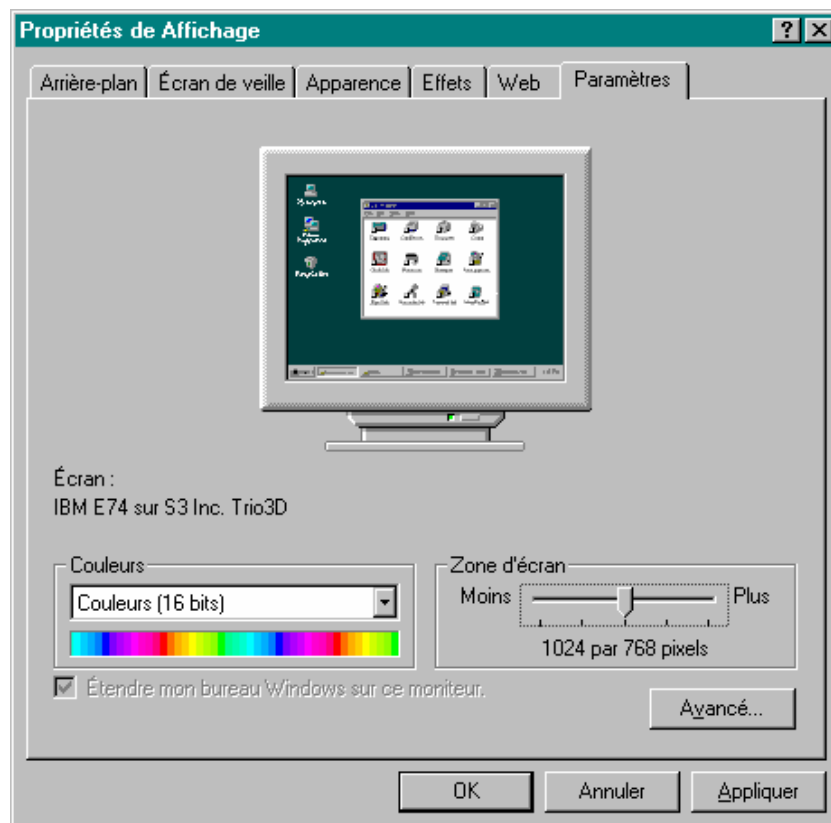 Propriétés de Affichage
Arrière-plan Écran de veille Apparence Effets Web Paramètres
Écran :
IBM E74 sur S3 Inc. Trio3D
Couleurs
Couleurs (16 bits)
Zone d'écran
Moins Plus
1024 par 768 pixels
Étendre mon bureau Windows sur ce moniteur.
Avancé...
OK Annuler Appliquer